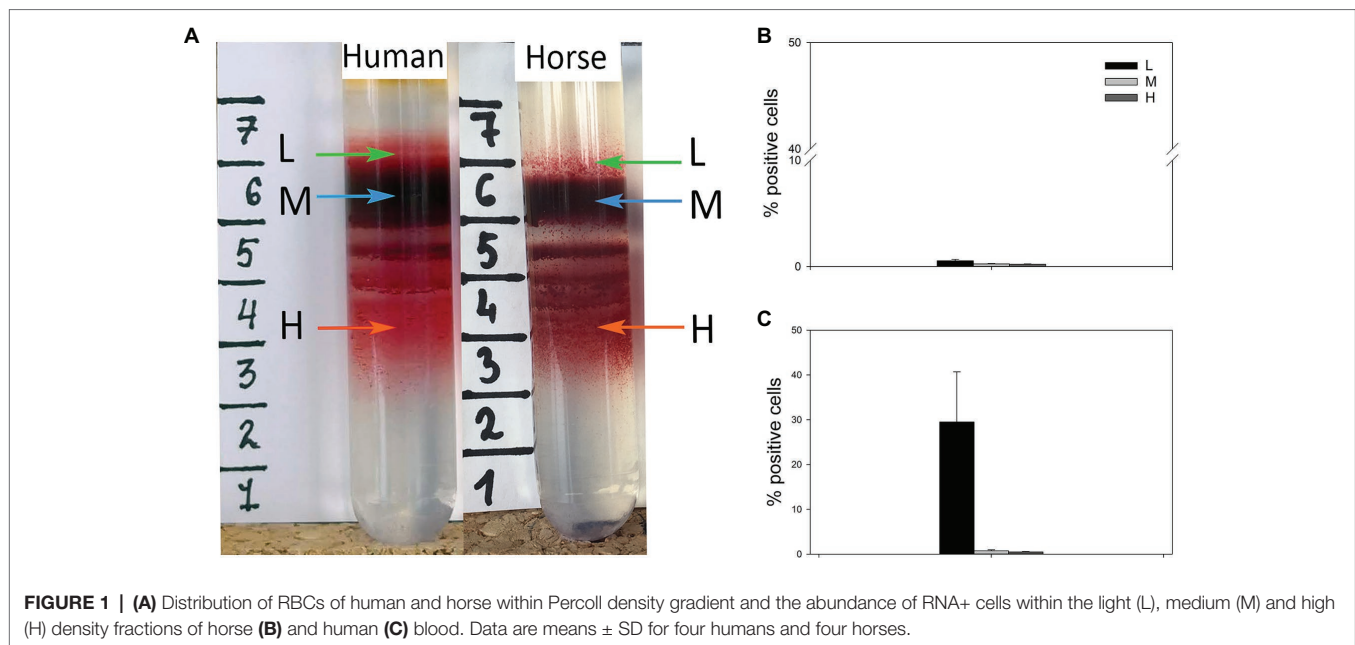 A
Human
Horse
7
6
5
4
3
2
1
L
M
H
7
6
5
4
3
2
1
L
M
H
B
50
40
10
0
% positive cells
L
M
H
C
50
40
30
20
10
0
% positive cells
FIGURE 1 | (A) Distribution of RBCs of human and horse within Percoll density gradient and the abundance of RNA+ cells within the light (L), medium (M) and high
(H) density fractions of horse (B) and human (C) blood. Data are means ± SD for four humans and four horses.